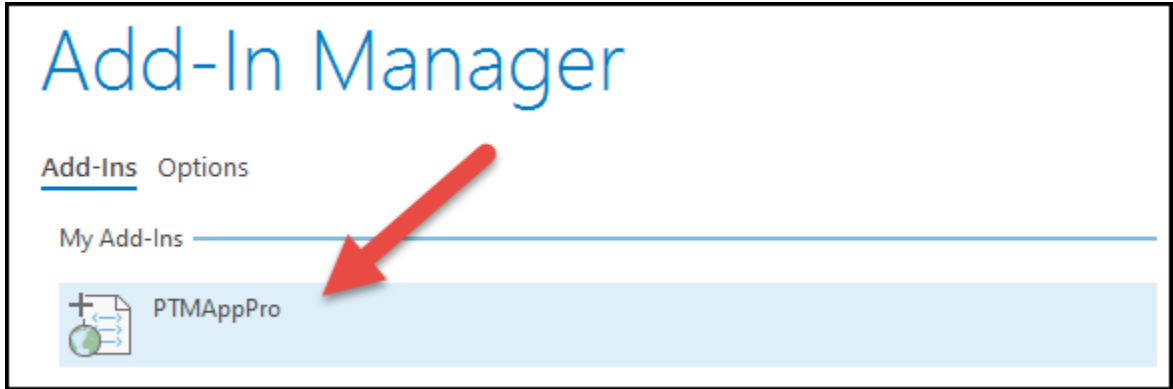 Add-In Manager
Add-Ins Options
My Add-Ins
PTMAppPro